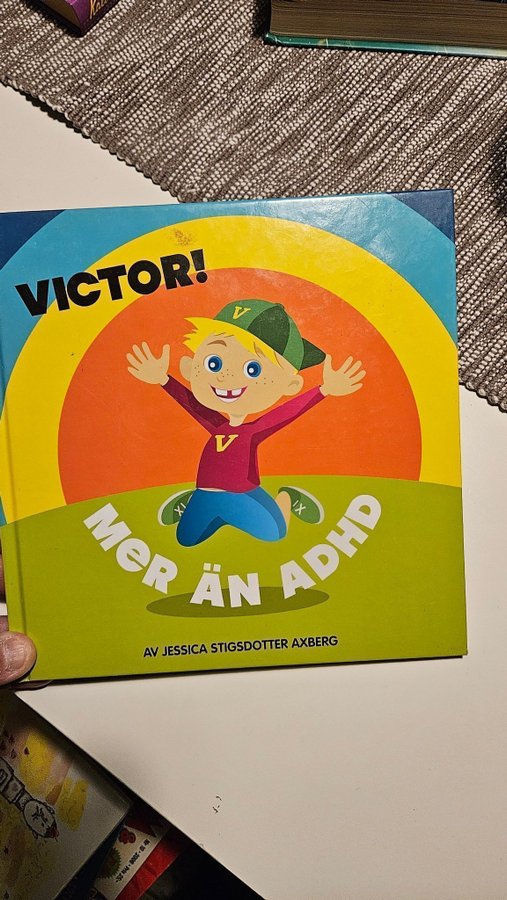 VICTOR!
V
V
MeR ÄN ADHD
AV JESSICA STIGSDOTTER AXBERG